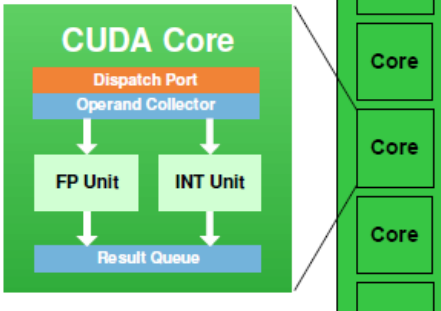 CUDA Core
Dispatch Port
Operand Collector
FP Unit
INT Unit
Result Queue
Core
Core
Core